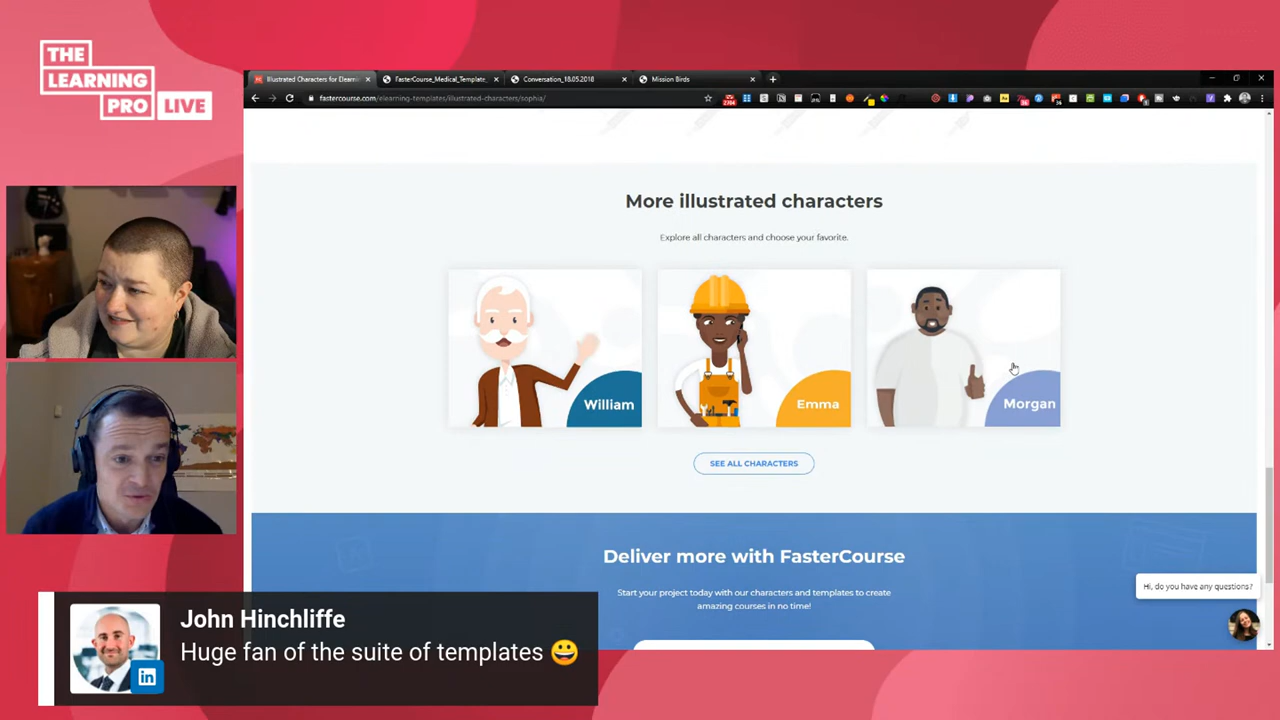 THE
LEARNING
PRO LIVE
Illustrated Characters for Elearnin
FasterCourse_Medical_Template_
Conversation_18.05.2018
Mission Birds
fastercourse.com/elearning-templates/illustrated-characters/sophia/
More illustrated characters
Explore all characters and choose your favorite.
William
Emma
Morgan
SEE ALL CHARACTERS
Deliver more with FasterCourse
Start your project today with our characters and templates to create
amazing courses in no time!
Hi, do you have any questions?
John Hinchliffe
Huge fan of the suite of templates 😀
in